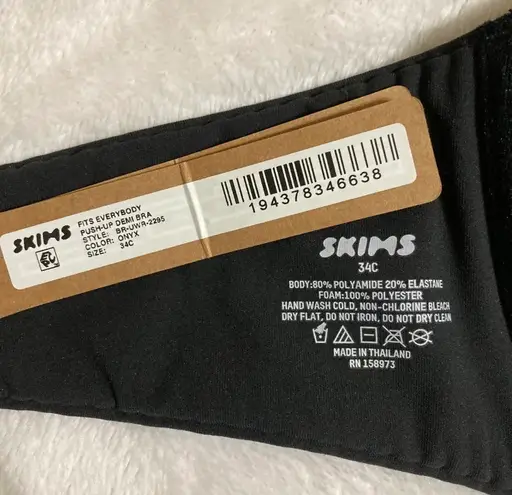 SKIMS
FITS EVERYBODY
PUSH-UP DEMI BRA
STYLE: BR-UWR-2295
COLOR: ONYX
SIZE: 34C
194378346638
SKIMS
34C
BODY:80% POLYAMIDE 20% ELASTANE
FOAM:100% POLYESTER
HAND WASH COLD, NON-CHLORINE BLEACH
DRY FLAT, DO NOT IRON, DO NOT DRY CLEAN
MADE IN THAILAND
RN 158973